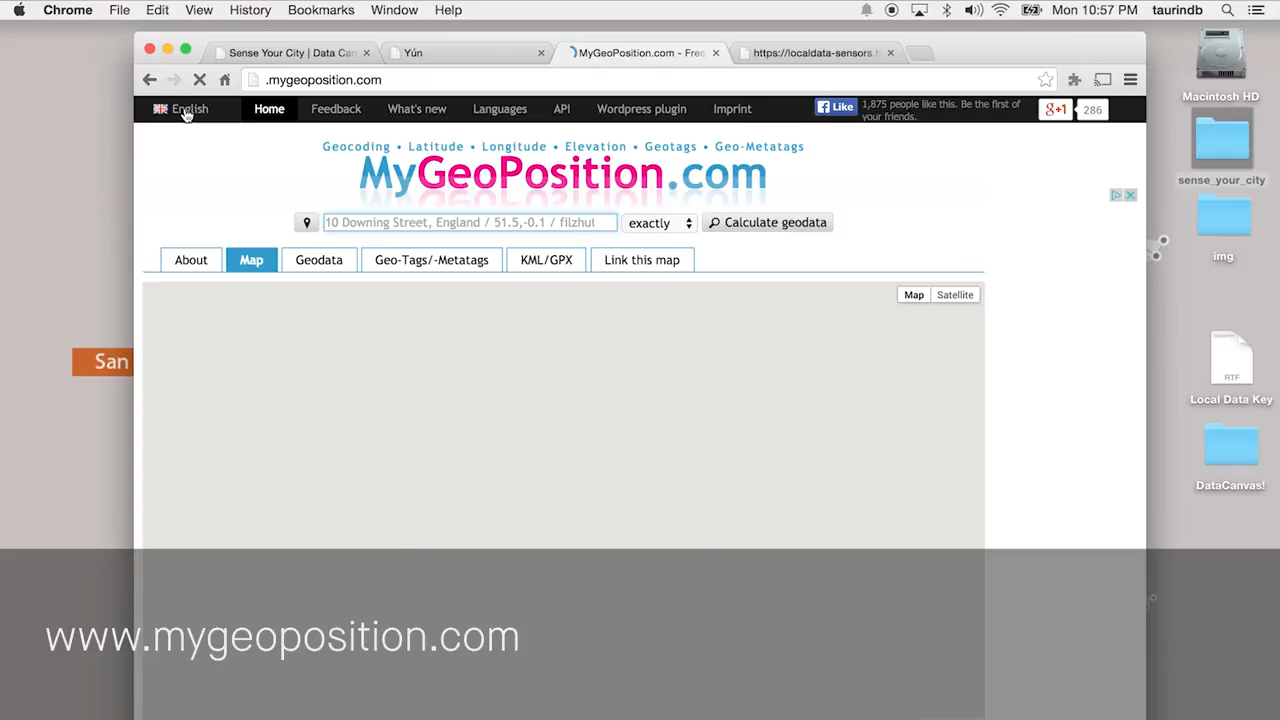 Chrome File Edit View History Bookmarks Window Help Mon 10:57 PM taurindb
Sense Your City | Data Can Yún MyGeoPosition.com - Free https://localdata-sensors.h
.mygeoposition.com
English Home Feedback What's new Languages API Wordpress plugin Imprint Like 1,875 people like this. Be the first of your friends. g+1 286
Geocoding • Latitude • Longitude • Elevation • Geotags • Geo-Metatags
MyGeoPosition.com
10 Downing Street, England / 51.5,-0.1 / filzhut exactly Calculate geodata
About Map Geodata Geo-Tags/-Metatags KML/GPX Link this map
Map Satellite
San
Macintosh HD
sense_your_city
img
RTF
Local Data Key
DataCanvas!
www.mygeoposition.com